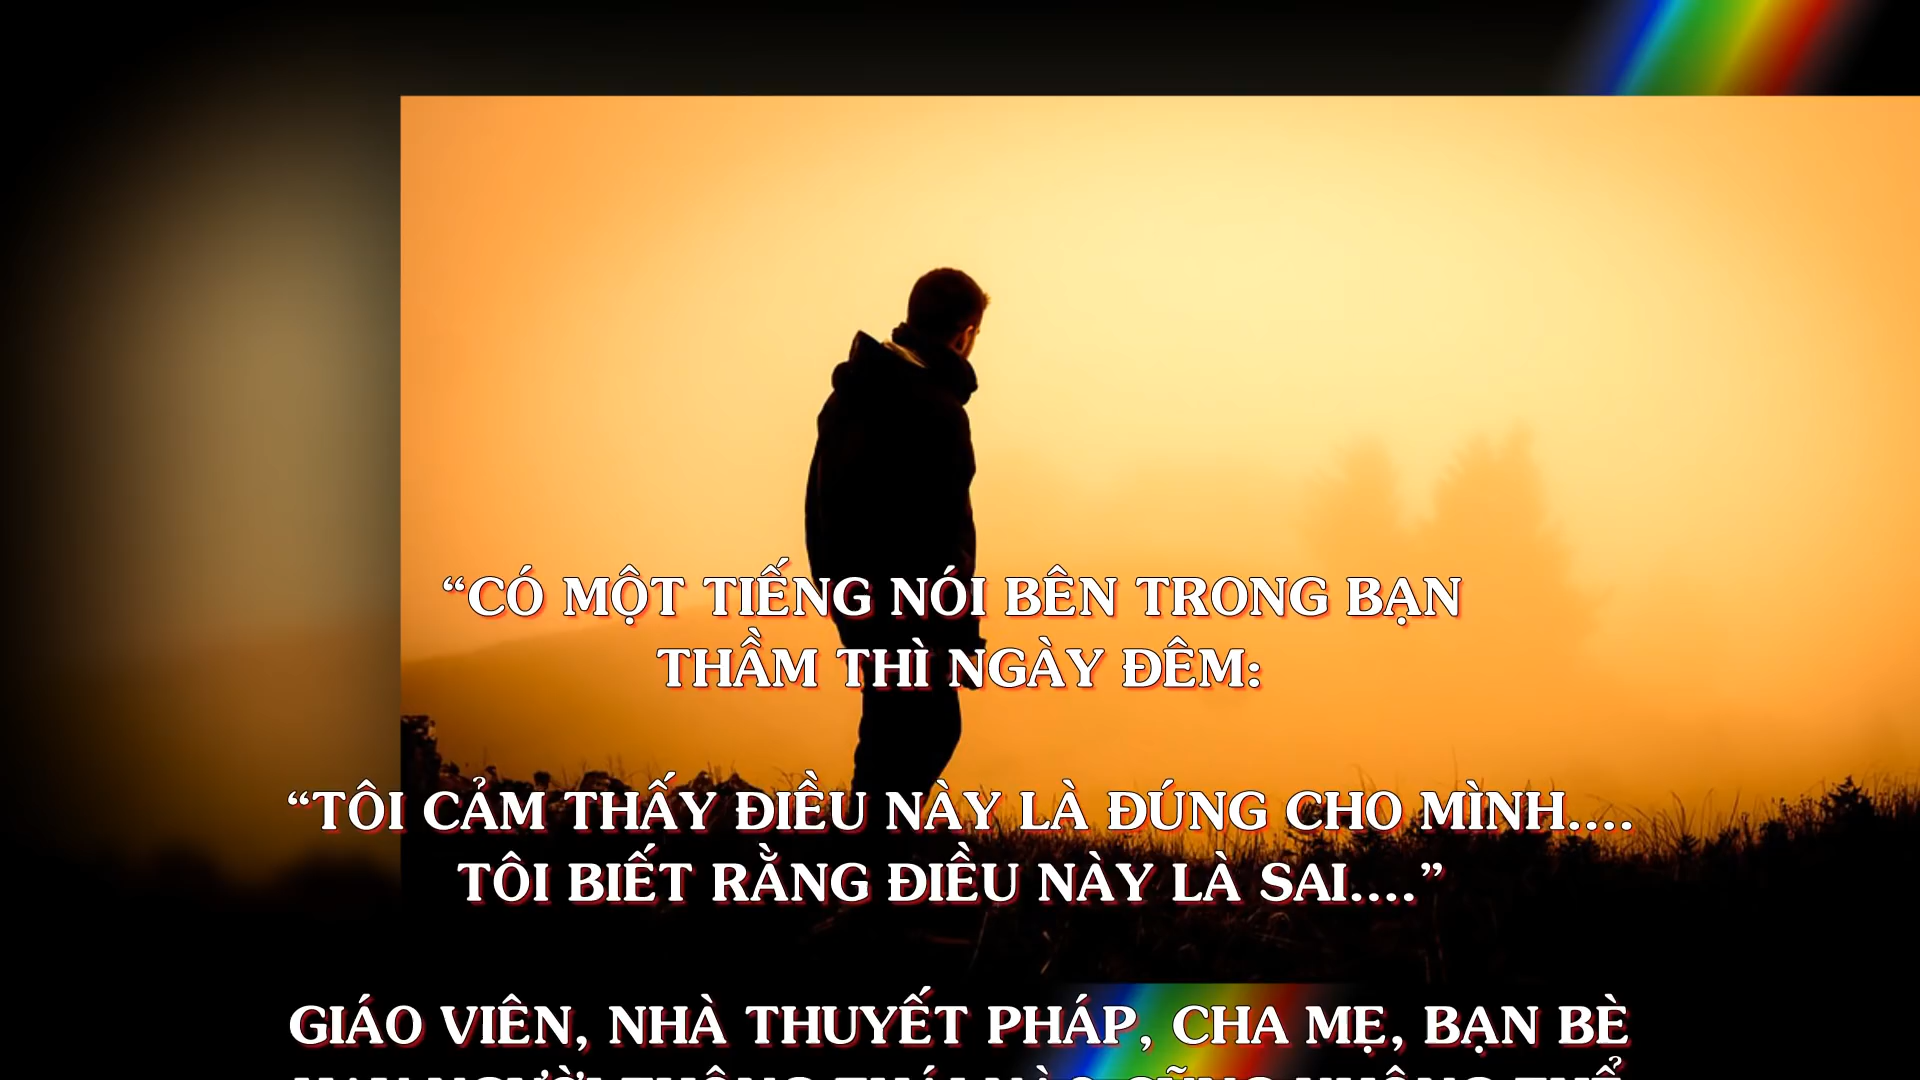 “CÓ MỘT TIẾNG NÓI BÊN TRONG BẠN
THẦM THÌ NGÀY ĐÊM:
“TÔI CẢM THẤY ĐIỀU NÀY LÀ ĐÚNG CHO MÌNH....
TÔI BIẾT RẰNG ĐIỀU NÀY LÀ SAI....”
GIÁO VIÊN, NHÀ THUYẾT PHÁP, CHA MẸ, BẠN BÈ